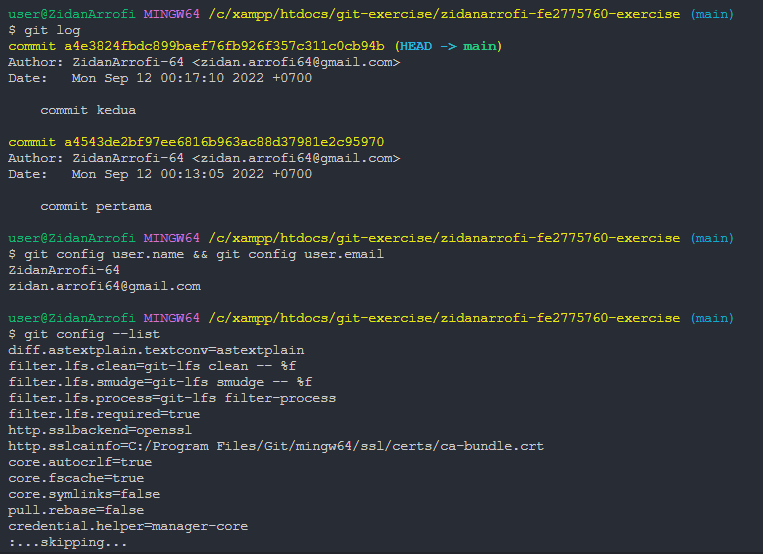 user@ZidanArrofi MINGW64 /c/xampp/htdocs/git-exercise/zidanarrofi-fe2775760-exercise (main)
$ git log
commit a4e3824fbdc899baef76fb926f357c311c0cb94b (HEAD -> main)
Author: ZidanArrofi-64 <zidan.arrofi64@gmail.com>
Date:   Mon Sep 12 00:17:10 2022 +0700
    commit kedua
commit a4543de2bf97ee6816b963ac88d37981e2c95970
Author: ZidanArrofi-64 <zidan.arrofi64@gmail.com>
Date:   Mon Sep 12 00:13:05 2022 +0700
    commit pertama
user@ZidanArrofi MINGW64 /c/xampp/htdocs/git-exercise/zidanarrofi-fe2775760-exercise (main)
$ git config user.name && git config user.email
ZidanArrofi-64
zidan.arrofi64@gmail.com
user@ZidanArrofi MINGW64 /c/xampp/htdocs/git-exercise/zidanarrofi-fe2775760-exercise (main)
$ git config --list
diff.astextplain.textconv=astextplain
filter.lfs.clean=git-lfs clean -- %f
filter.lfs.smudge=git-lfs smudge -- %f
filter.lfs.process=git-lfs filter-process
filter.lfs.required=true
http.sslbackend=openssl
http.sslcainfo=C:/Program Files/Git/mingw64/ssl/certs/ca-bundle.crt
core.autocrlf=true
core.fscache=true
core.symlinks=false
pull.rebase=false
credential.helper=manager-core
:...skipping...